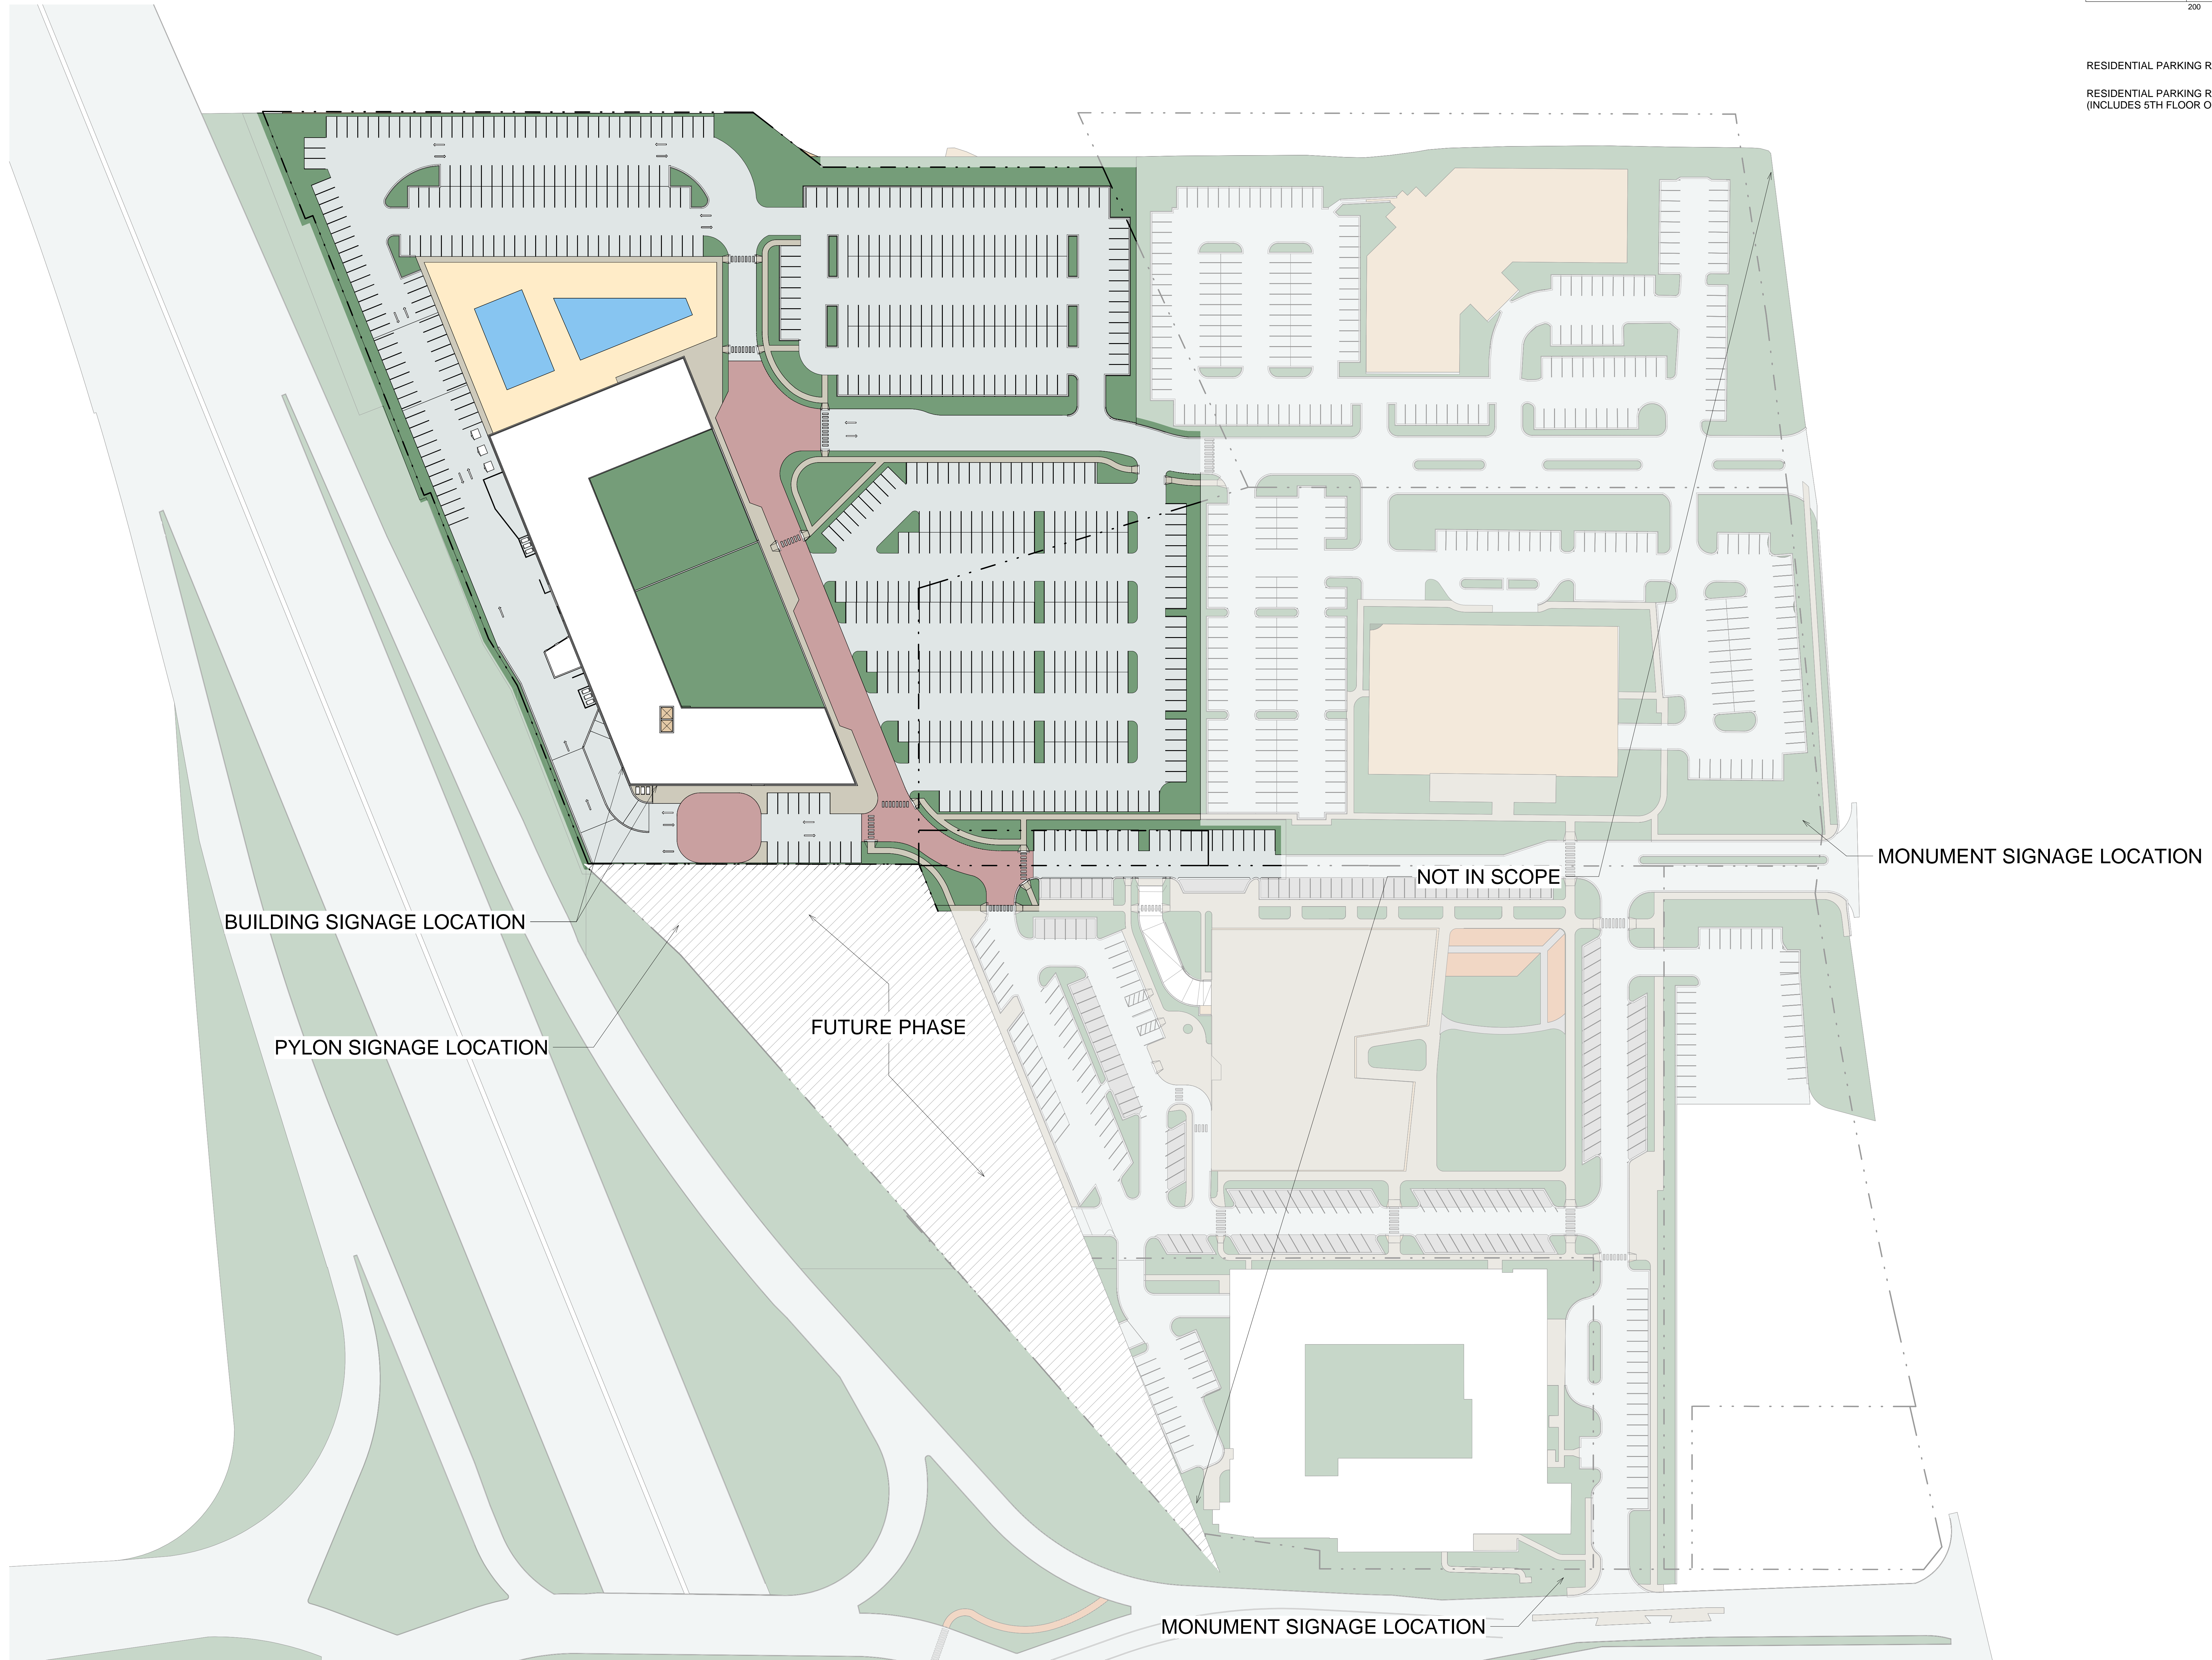 200
RESIDENTIAL PARKING R
RESIDENTIAL PARKING R
(INCLUDES 5TH FLOOR O
MONUMENT SIGNAGE LOCATION
NOT IN SCOPE
BUILDING SIGNAGE LOCATION
FUTURE PHASE
PYLON SIGNAGE LOCATION
MONUMENT SIGNAGE LOCATION